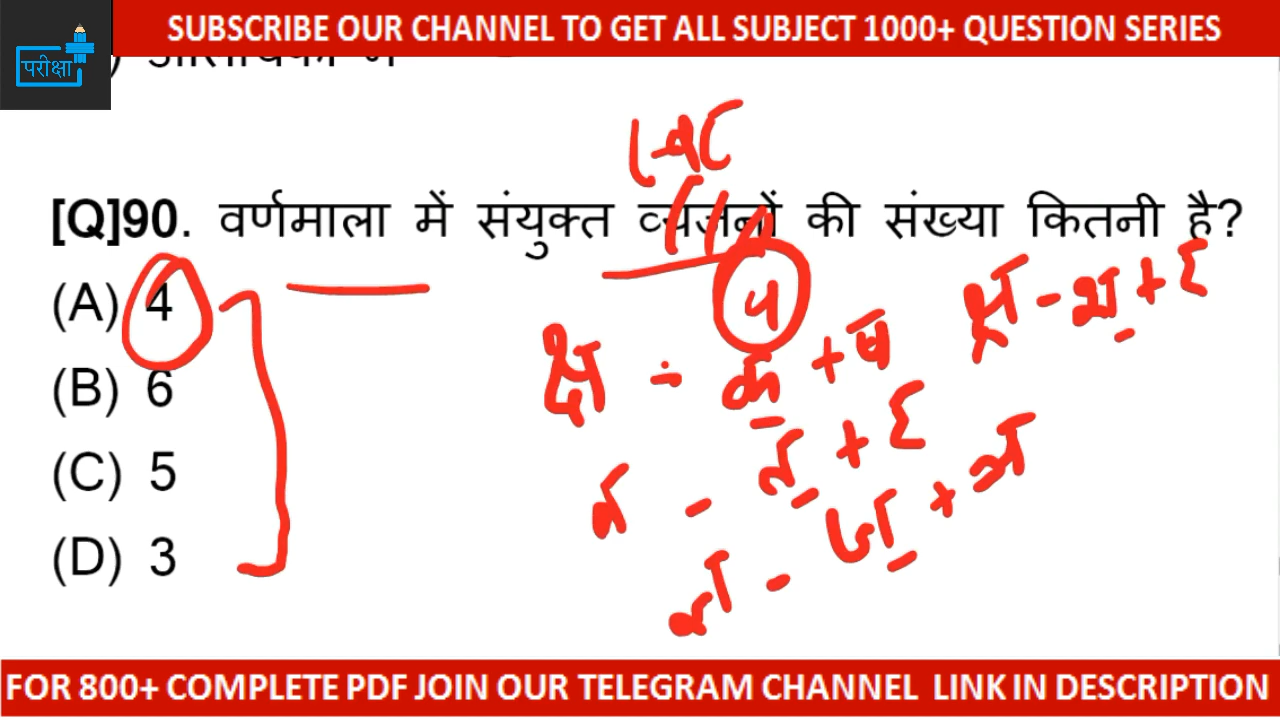 SUBSCRIBE OUR CHANNEL TO GET ALL SUBJECT 1000+ QUESTION SERIES
परीक्षा
[Q]90. वर्णमाला में संयुक्त व्यंजनों की संख्या कितनी है?
(A) 4
(B) 6
(C) 5
(D) 3
क्ष ÷ क् + ष
श्र - श् + र
त्र - त् + र
ज्ञ - ज् + ञ
FOR 800+ COMPLETE PDF JOIN OUR TELEGRAM CHANNEL LINK IN DESCRIPTION